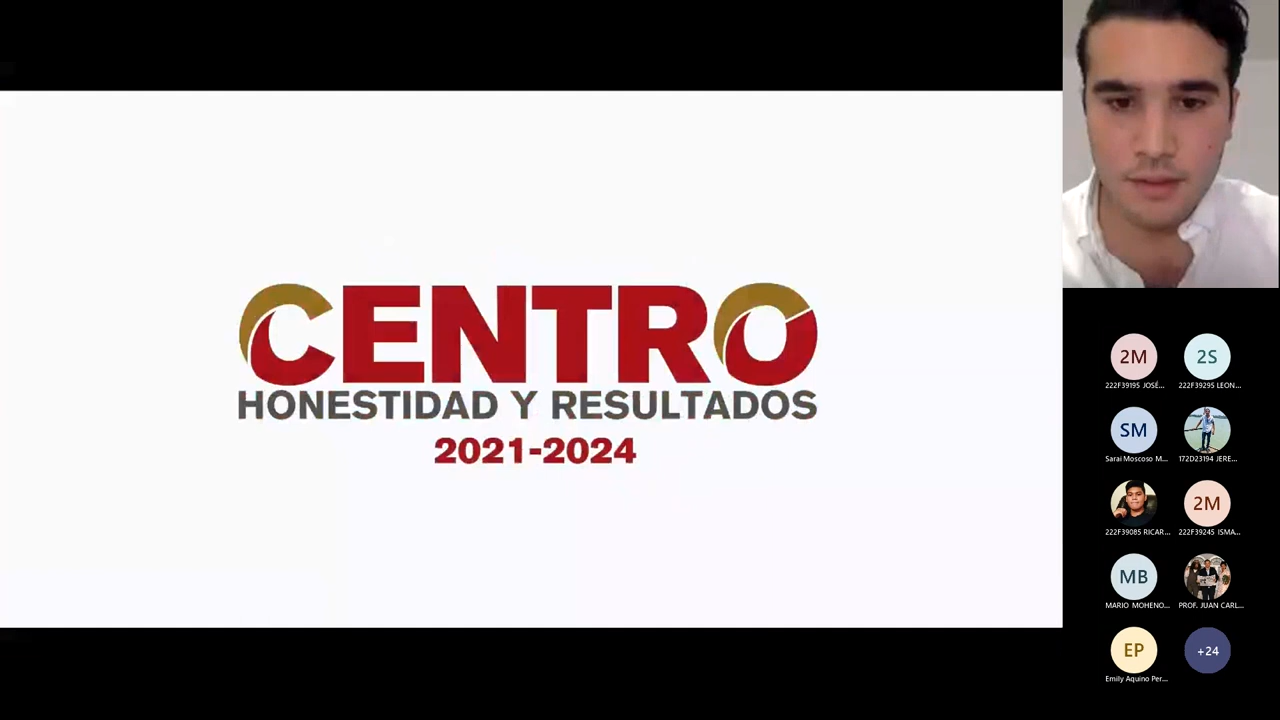 CENTRO
HONESTIDAD Y RESULTADOS
2021-2024
2M
2S
222F39195 JOSÉ...
222F39295 LEON...
SM
Sarai Moscoso M...
172D23194 JERE...
2M
222F39085 RICAR...
222F39245 ISMA...
MB
MARIO MOHENO...
PROF. JUAN CARL...
EP
+24
Emily Aquino Per...